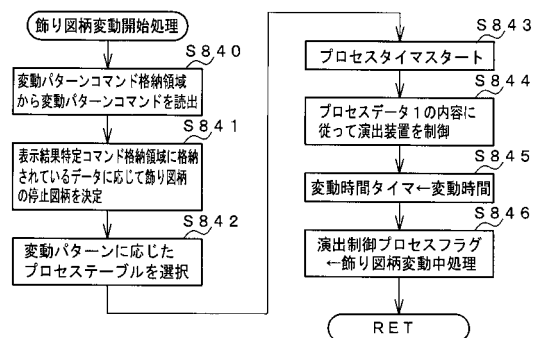 飾り図柄変動開始処理
S840
変動パターンコマンド格納領域
から変動パターンコマンドを読出
S841
表示結果特定コマンド格納領域に格納
されているデータに応じて飾り図柄
の停止図柄を決定
S842
変動パターンに応じた
プロセステーブルを選択
S843
プロセスタイマスタート
S844
プロセスデータ1の内容に
従って演出装置を制御
S845
変動時間タイマ←変動時間
S846
演出制御プロセスフラグ
←飾り図柄変動中処理
RET